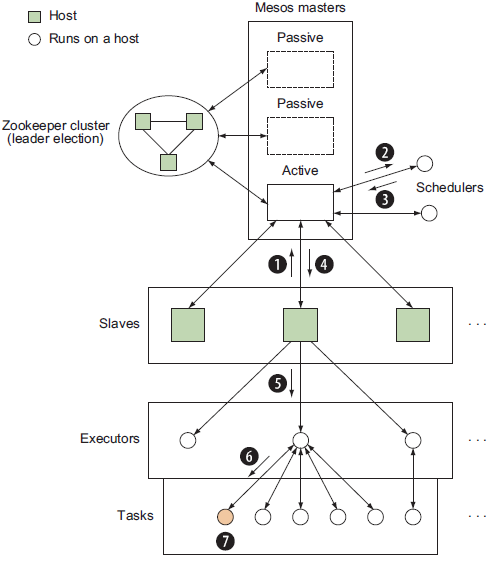 Host
Runs on a host
Mesos masters
Passive
Passive
Zookeeper cluster
(leader election)
Active
2
Schedulers
3
1
4
Slaves
. . .
5
Executors
. . .
6
Tasks
. . .
7